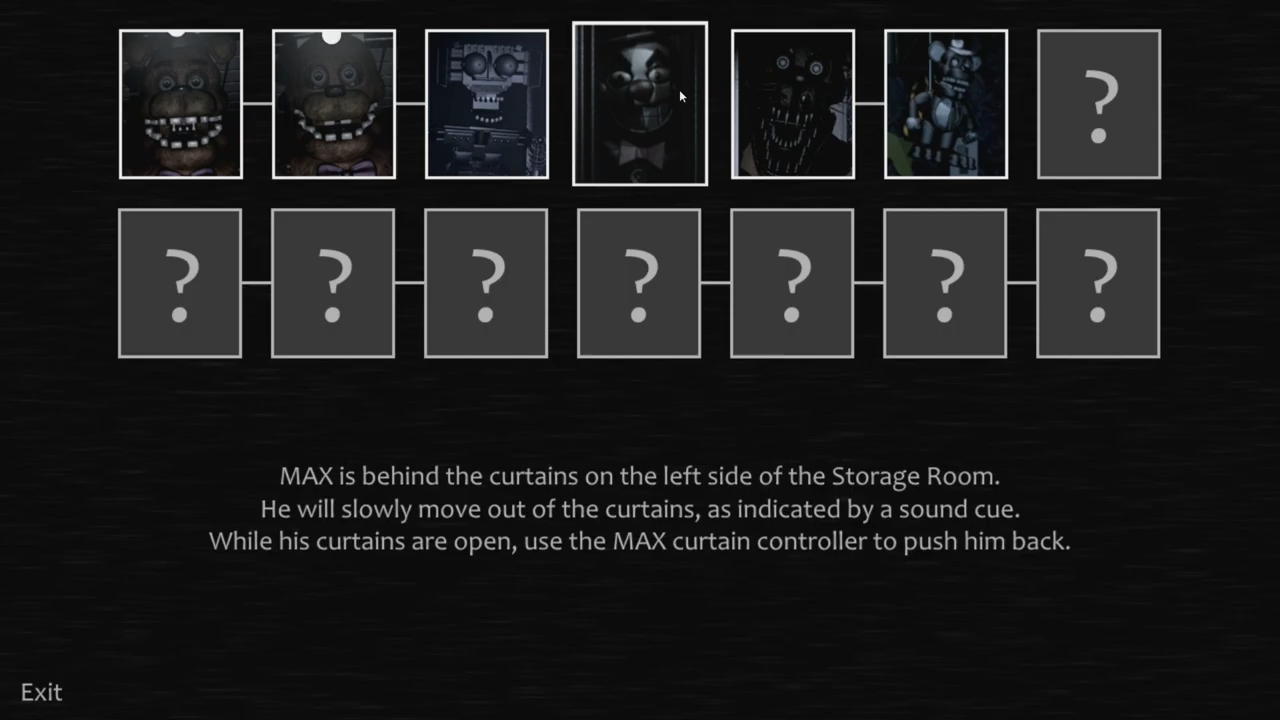 ?
? ? ? ? ? ? ?
MAX is behind the curtains on the left side of the Storage Room.
He will slowly move out of the curtains, as indicated by a sound cue.
While his curtains are open, use the MAX curtain controller to push him back.
Exit